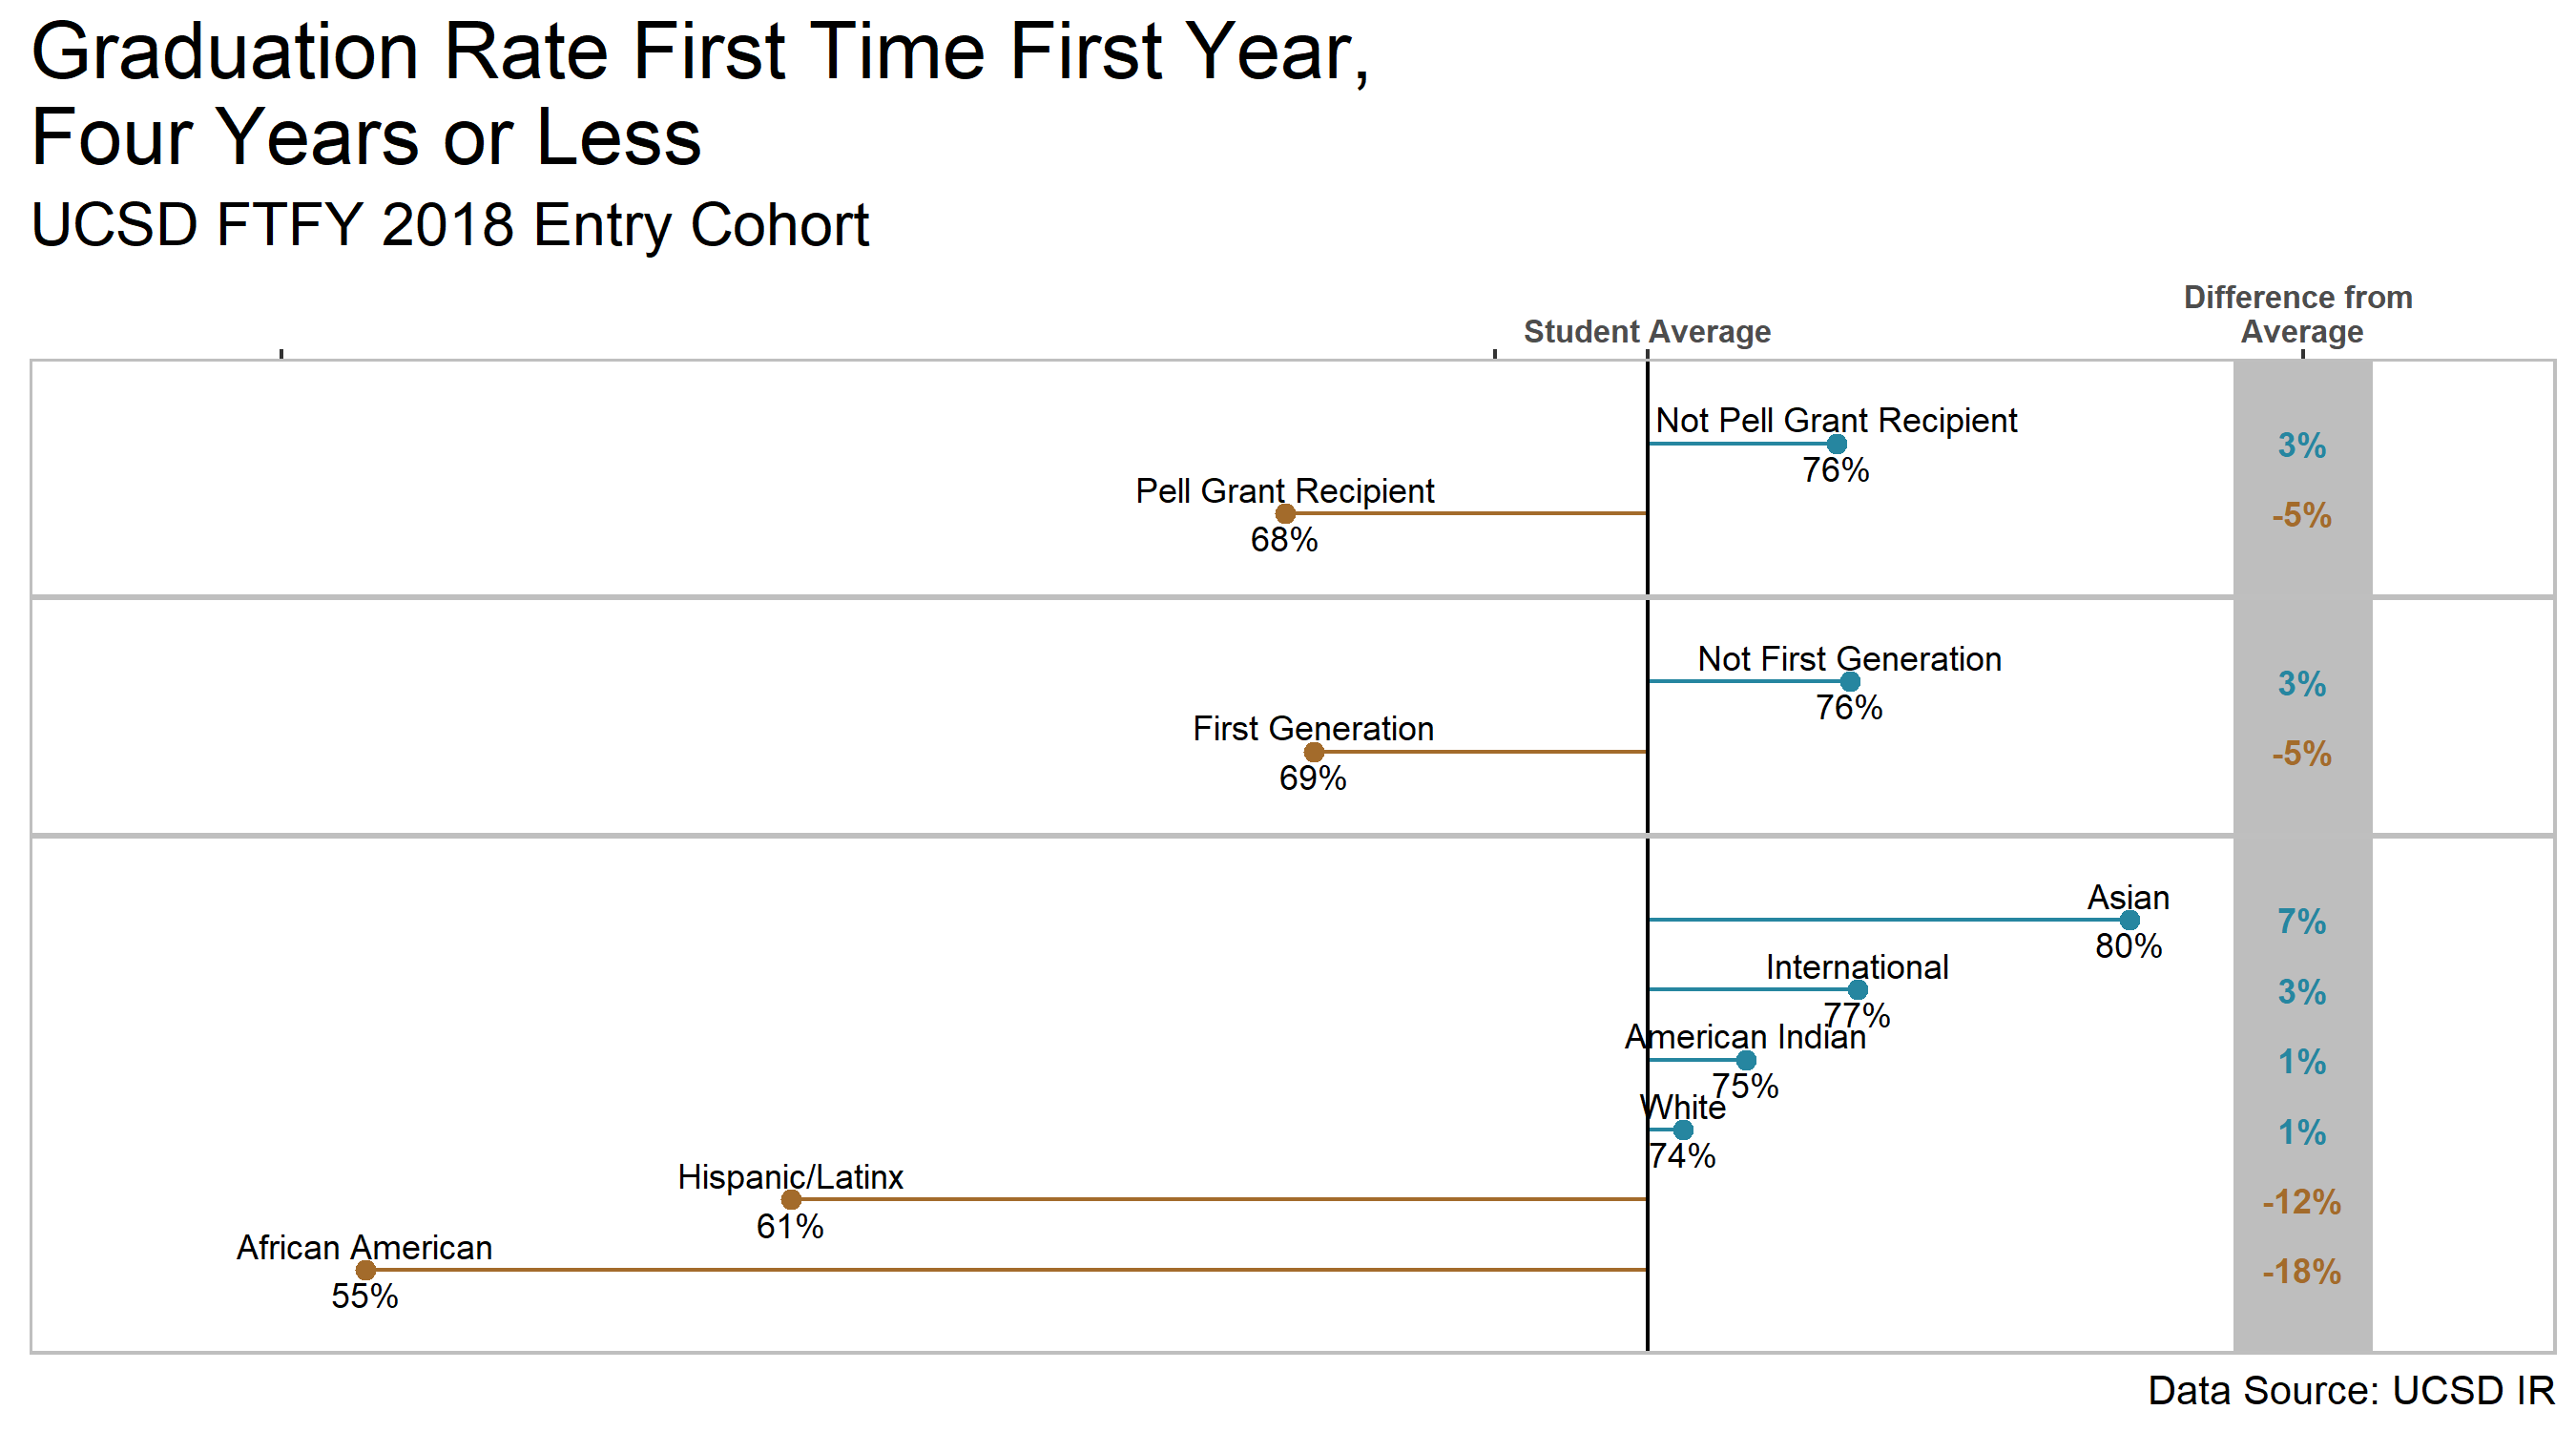 Graduation Rate First Time First Year,
Four Years or Less
UCSD FTFY 2018 Entry Cohort
Difference from
Student Average
Average
Not Pell Grant Recipient
3%
76%
Pell Grant Recipient
-5%
68%
Not First Generation
3%
76%
First Generation
-5%
69%
Asian
7%
80%
International
3%
77%
American Indian
1%
75%
White
1%
74%
Hispanic/Latinx
-12%
61%
African American
-18%
55%
Data Source: UCSD IR